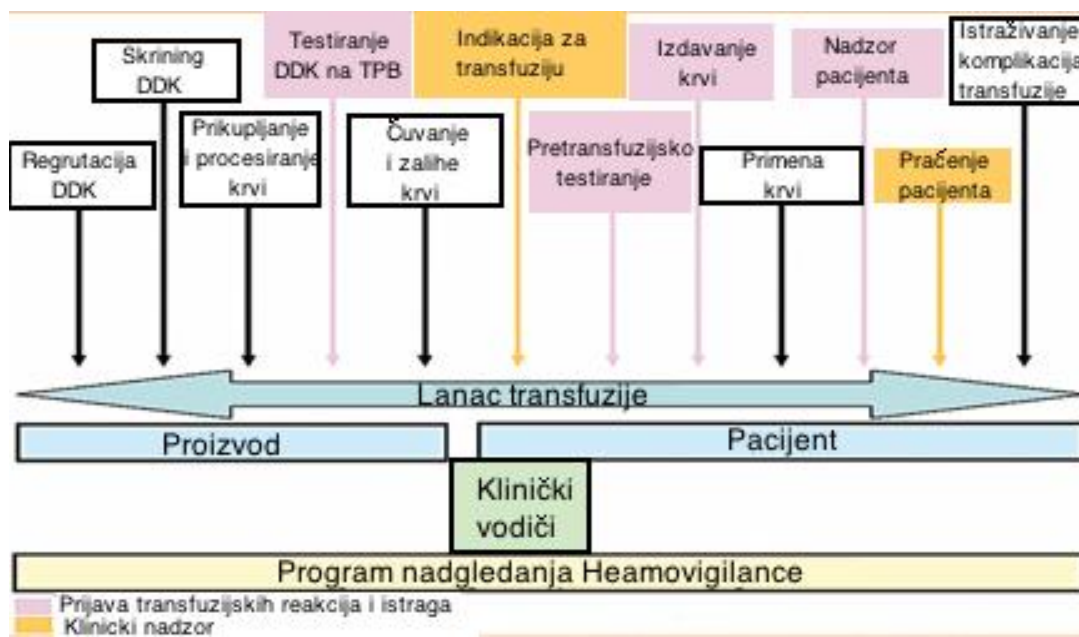 Regrutacija
DDK
Skrining
DDK
Prikupljanje
i procesiranje
krvi
Testiranje
DDK na TPB
Čuvanje
i zalihe
krvi
Indikacija za
transfuziju
Pretransfuzijsko
testiranje
Izdavanje
krvi
Primena
krvi
Nadzor
pacijenta
Pračenje
pacijenta
Istraživanje
komplikacija
transfuzije
Lanac transfuzije
Proizvod
Pacijent
Klinički
vodiči
Program nadgledanja Heamovigilance
Prijava transfuzijskih reakcija i istraga
Klinicki nadzor